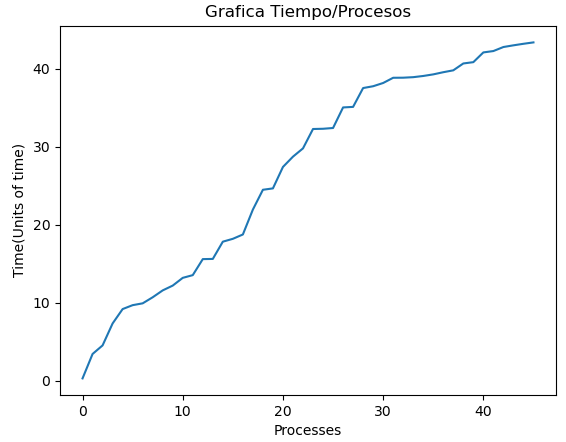 Grafica Tiempo/Procesos
Time(Units of time)
40
30
20
10
0
0 10 20 30 40
Processes